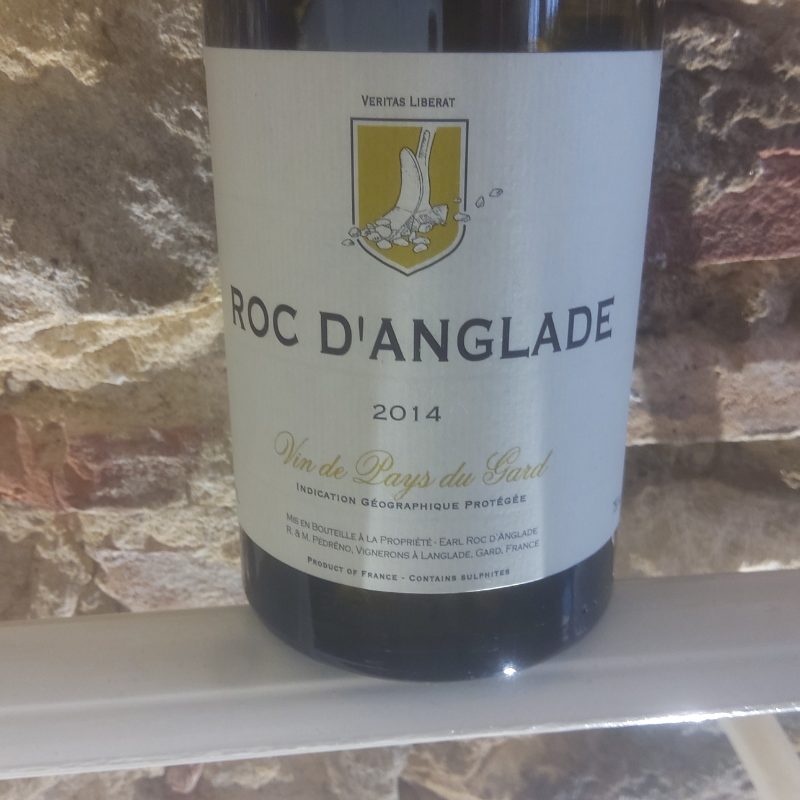 VERITAS LIBERAT
ROC D'ANGLADE
2014
Vin de Pays du Gard
INDICATION GÉOGRAPHIQUE PROTÉGÉE
MIS EN BOUTEILLE À LA PROPRIÉTÉ - EARL ROC D'ANGLADE
R. & M. PEDRÉNO, VIGNERONS À LANGLADE, GARD, FRANCE
PRODUCT OF FRANCE - CONTAINS SULPHITES